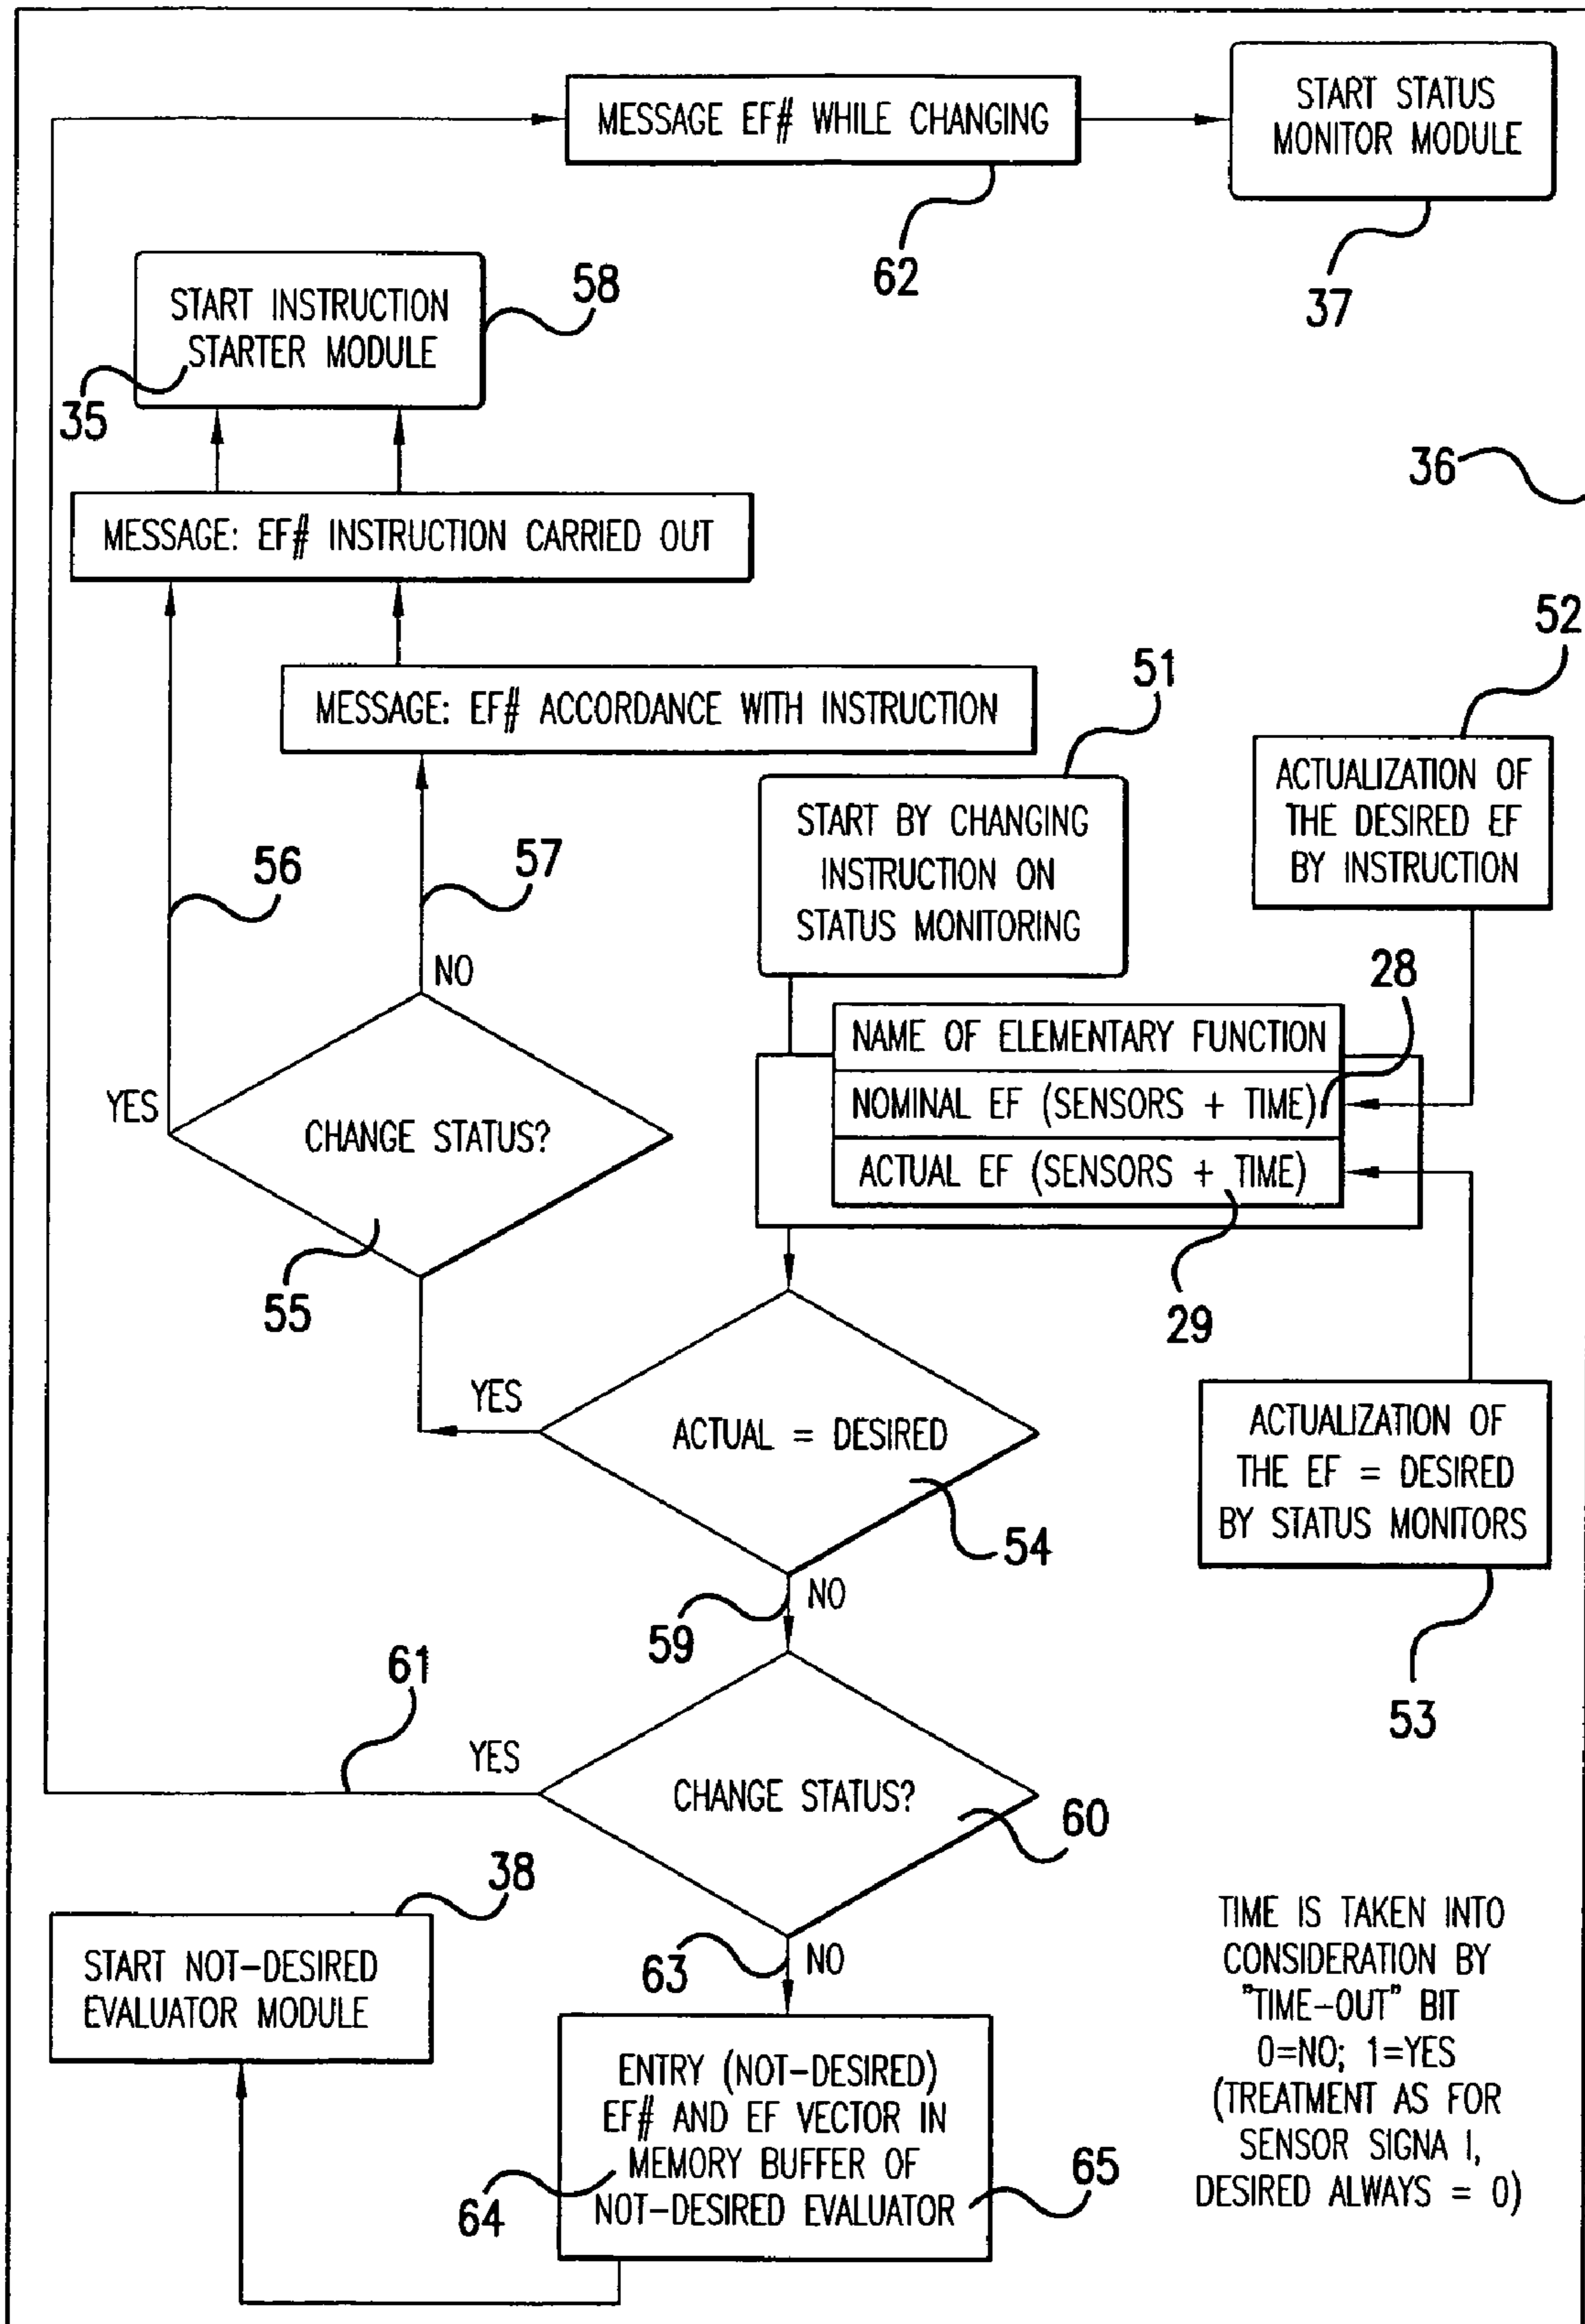 MESSAGE EF# WHILE CHANGING
START STATUS
MONITOR MODULE
62
37
START INSTRUCTION
STARTER MODULE
58
35
36
MESSAGE: EF# INSTRUCTION CARRIED OUT
52
MESSAGE: EF# ACCORDANCE WITH INSTRUCTION
51
ACTUALIZATION OF
THE DESIRED EF
BY INSTRUCTION
START BY CHANGING
INSTRUCTION ON
STATUS MONITORING
56
57
NO
28
NAME OF ELEMENTARY FUNCTION
NOMINAL EF (SENSORS + TIME)
ACTUAL EF (SENSORS + TIME)
YES
CHANGE STATUS?
55
29
YES
ACTUAL = DESIRED
54
ACTUALIZATION OF
THE EF = DESIRED
BY STATUS MONITORS
53
NO
59
61
YES
CHANGE STATUS?
60
38
START NOT-DESIRED
EVALUATOR MODULE
63
NO
ENTRY (NOT-DESIRED)
EF# AND EF VECTOR IN
MEMORY BUFFER OF
NOT-DESIRED EVALUATOR
64
65
TIME IS TAKEN INTO
CONSIDERATION BY
"TIME-OUT" BIT
0=NO; 1=YES
(TREATMENT AS FOR
SENSOR SIGNA I,
DESIRED ALWAYS = 0)